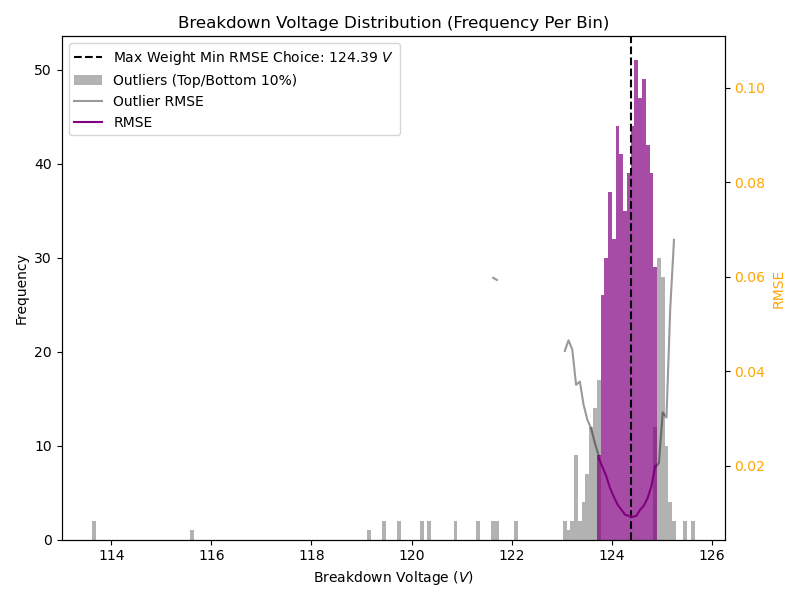 Breakdown Voltage Distribution (Frequency Per Bin)
Max Weight Min RMSE Choice: 124.39 V
Outliers (Top/Bottom 10%)
Outlier RMSE
RMSE
50
40
30
20
10
0
Frequency
0.10
0.08
0.06
0.04
0.02
RMSE
114
116
118
120
122
124
126
Breakdown Voltage (V)